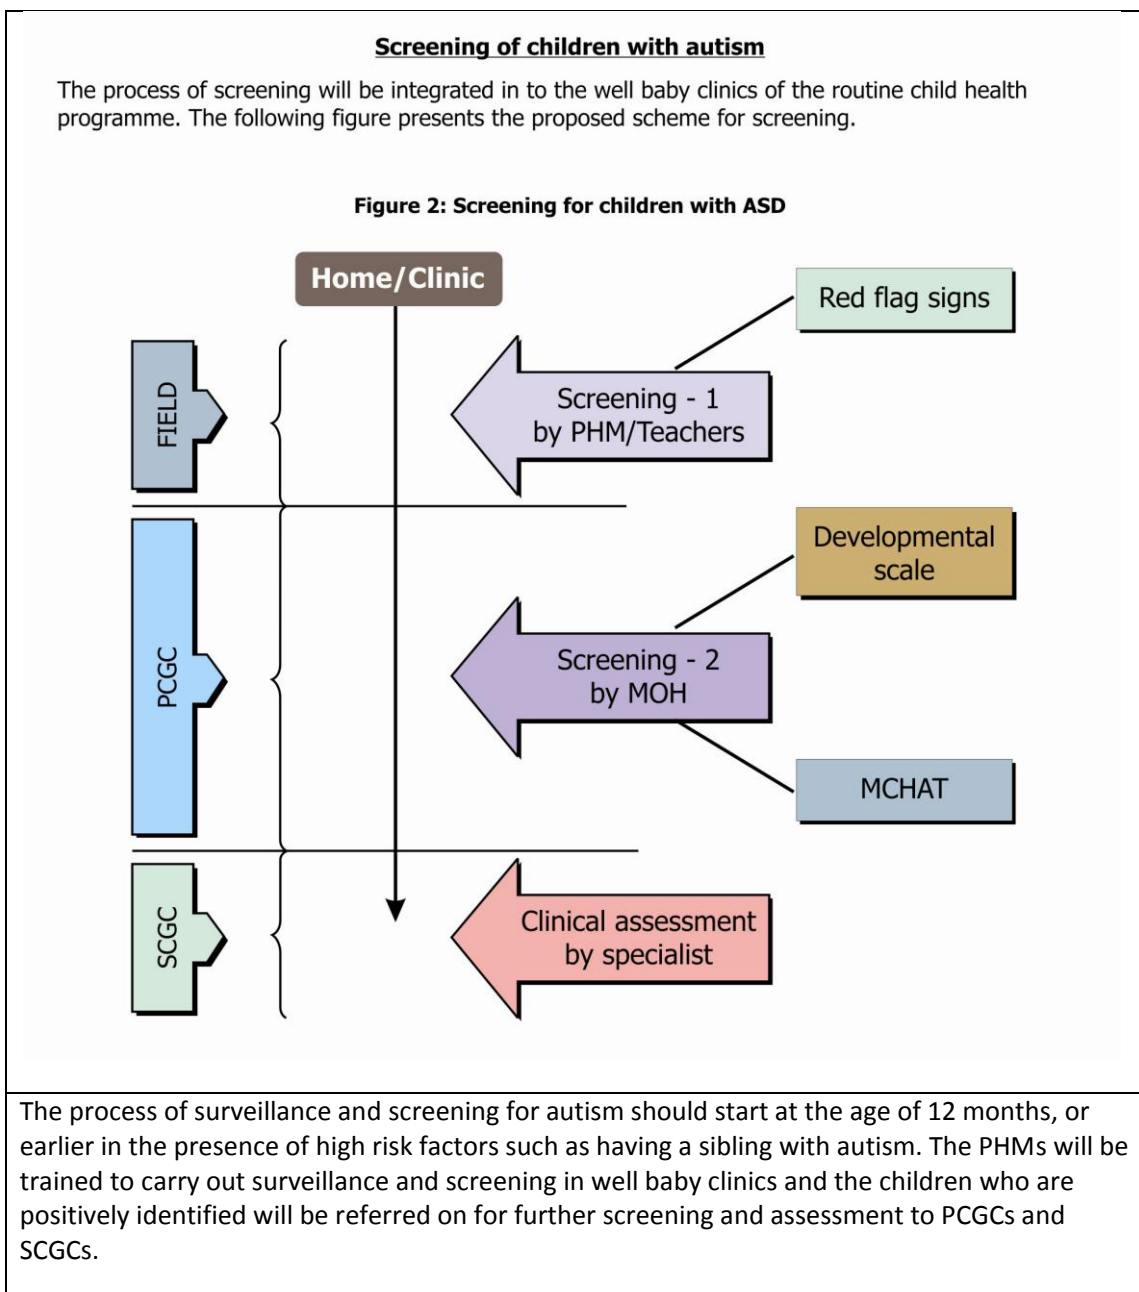 Screening of children with autism
The process of screening will be integrated in to the well baby clinics of the routine child health
programme. The following figure presents the proposed scheme for screening.
Figure 2: Screening for children with ASD
Home/Clinic
Red flag signs
FIELD
Screening - 1
by PHM/Teachers
Developmental
scale
PCGC
Screening - 2
by MOH
MCHAT
SCGC
Clinical assessment
by specialist
The process of surveillance and screening for autism should start at the age of 12 months, or
earlier in the presence of high risk factors such as having a sibling with autism. The PHMs will be
trained to carry out surveillance and screening in well baby clinics and the children who are
positively identified will be referred on for further screening and assessment to PCGCs and
SCGCs.